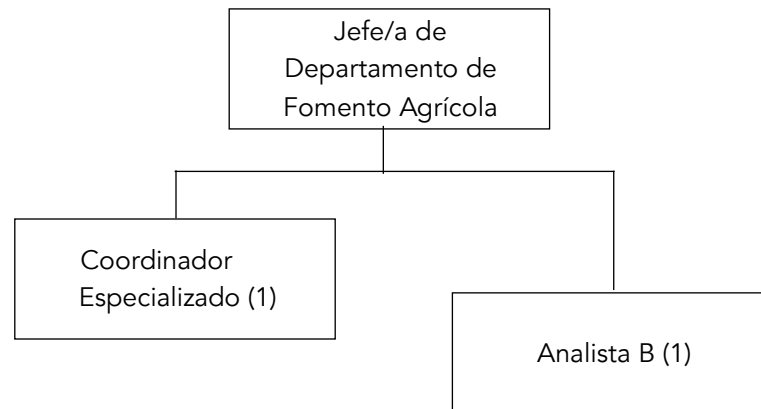 Jefe/a de
Departamento de
Fomento Agrícola
Coordinador
Especializado (1)
Analista B (1)